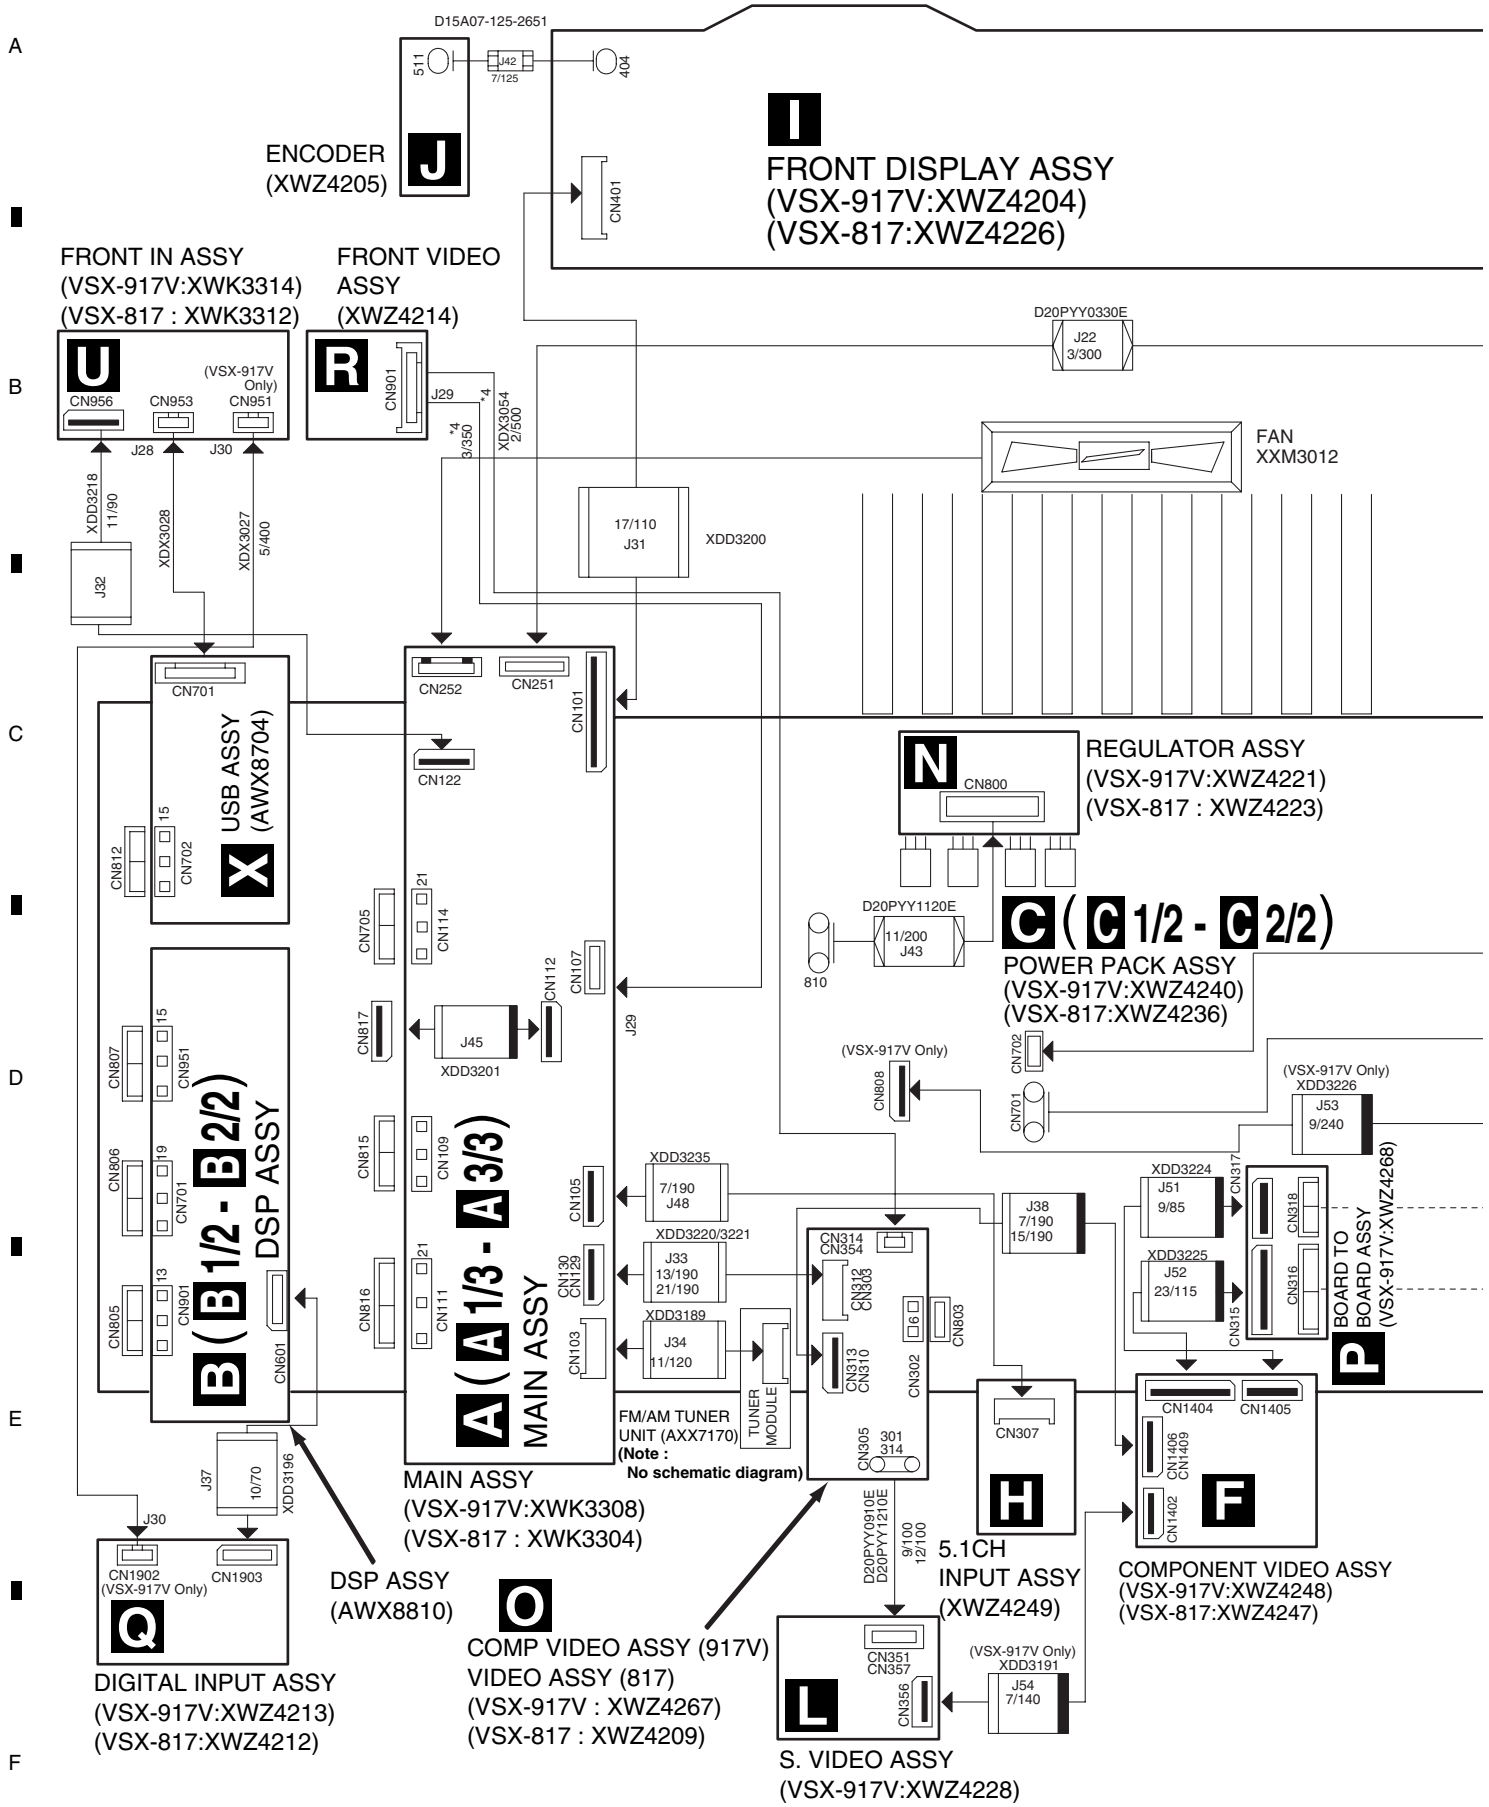 A
D15A07-125-2651
511
J42
7/125
404
J
ENCODER
(XWZ4205)
I
FRONT DISPLAY ASSY
(VSX-917V:XWZ4204)
(VSX-817:XWZ4226)
CN401
FRONT IN ASSY
(VSX-917V:XWK3314)
(VSX-817 : XWK3312)
FRONT VIDEO
ASSY
(XWZ4214)
B
U
(VSX-917V
Only)
CN956
CN953
CN951
J28
J30
R
CN901
J29
*4
3/350
*4
XDX3054
2/500
D20PYY0330E
J22
3/300
FAN
XXM3012
XDD3218
11/90
XDX3028
XDX3027
5/400
J32
17/110
J31
XDD3200
C
CN701
USB ASSY
(AWX8704)
X
CN812
15
CN702
CN252
CN251
CN101
CN122
N
CN800
REGULATOR ASSY
(VSX-917V:XWZ4221)
(VSX-817 : XWZ4223)
CN705
21
CN114
CN107
CN112
J29
CN817
J45
XDD3201
810
D20PYY1120E
11/200
J43
C ( C 1/2 - C 2/2)
POWER PACK ASSY
(VSX-917V:XWZ4240)
(VSX-817:XWZ4236)
D
CN807
15
CN951
CN806
19
CN701
CN805
13
CN901
B ( B 1/2 - B 2/2)
DSP ASSY
CN601
CN815
CN109
CN816
21
CN111
A ( A 1/3 - A 3/3)
MAIN ASSY
CN105
CN130
CN129
CN103
(VSX-917V Only)
CN808
CN702
CN701
(VSX-917V Only)
XDD3226
J53
9/240
XDD3235
7/190
J48
XDD3220/3221
J33
13/190
21/190
XDD3189
J34
11/120
TUNER
MODULE
FM/AM TUNER
UNIT (AXX7170)
(Note :
No schematic diagram)
CN314
CN354
CN312
CN303
CN313
CN310
6
CN302
CN803
CN305
301
314
J38
7/190
15/190
XDD3224
J51
9/85
XDD3225
J52
23/115
CN317
CN318
CN315
CN316
BOARD TO
BOARD ASSY
(VSX-917V:XWZ4268)
P
E
CN307
H
5.1CH
INPUT ASSY
(XWZ4249)
CN1404
CN1405
CN1406
CN1409
CN1402
F
COMPONENT VIDEO ASSY
(VSX-917V:XWZ4248)
(VSX-817:XWZ4247)
J37
10/70
XDD3196
MAIN ASSY
(VSX-917V:XWK3308)
(VSX-817 : XWK3304)
D20PYY0910E
D20PYY1210E
9/100
12/100
J30
CN1902
(VSX-917V Only)
CN1903
Q
DIGITAL INPUT ASSY
(VSX-917V:XWZ4213)
(VSX-817:XWZ4212)
DSP ASSY
(AWX8810)
O
COMP VIDEO ASSY (917V)
VIDEO ASSY (817)
(VSX-917V : XWZ4267)
(VSX-817 : XWZ4209)
CN351
CN357
CN356
L
(VSX-917V Only)
XDD3191
J54
7/140
S. VIDEO ASSY
(VSX-917V:XWZ4228)
F